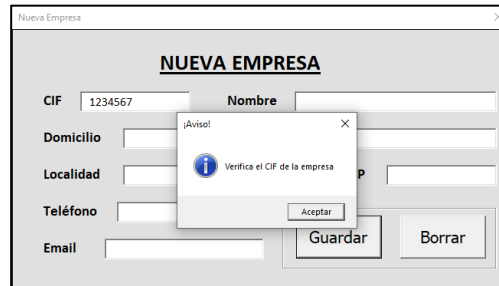 Nueva Empresa
NUEVA EMPRESA
CIF 1234567 Nombre
¡Aviso!
Domicilio
Verifica el CIF de la empresa
Localidad P
Aceptar
Teléfono
Guardar Borrar
Email